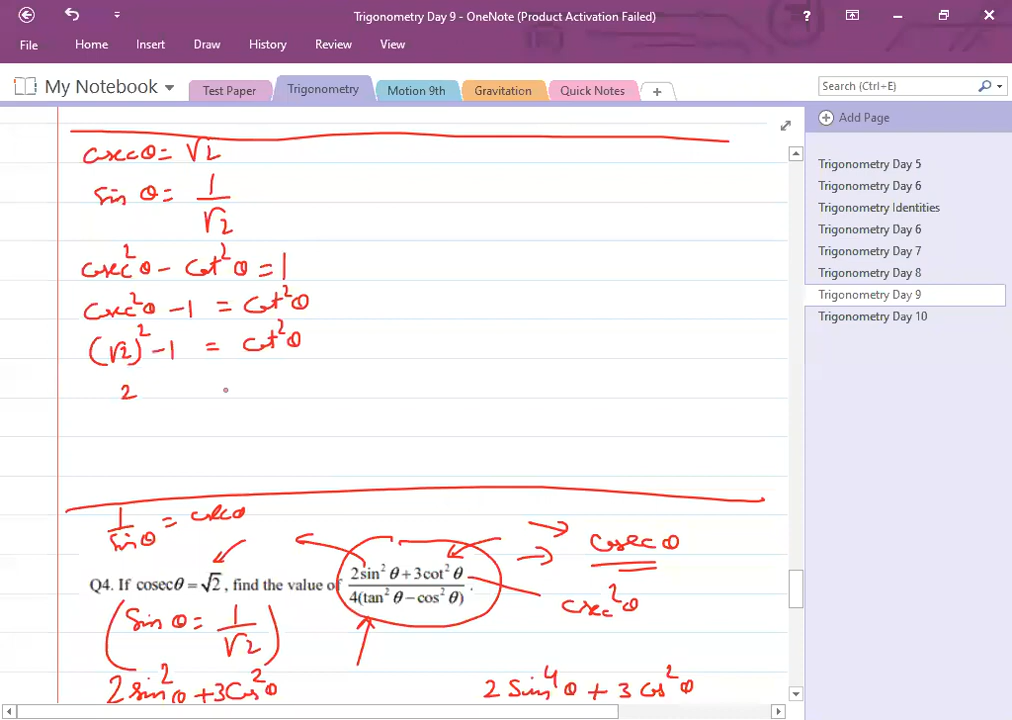 Trigonometry Day 9 - OneNote (Product Activation Failed)
File Home Insert Draw History Review View
My Notebook Test Paper Trigonometry Motion 9th Gravitation Quick Notes
Search (Ctrl+E)
Add Page
Trigonometry Day 5
Trigonometry Day 6
Trigonometry Identities
Trigonometry Day 6
Trigonometry Day 7
Trigonometry Day 8
Trigonometry Day 9
Trigonometry Day 10
cosecθ = √2
sin θ = 1/√2
cosec²θ - cot²θ = 1
cosec²θ - 1 = cot²θ
(√2)² - 1 = cot²θ
2
1/sinθ = cosecθ
→ cosecθ
⇒
Q4. If cosecθ = √2, find the value of (2sin²θ + 3cot²θ)/(4(tan²θ − cos²θ)).
cosec²θ
(sin θ = 1/√2)
2sin²θ + 3cos²θ
2 sin⁴θ + 3 cos²θ